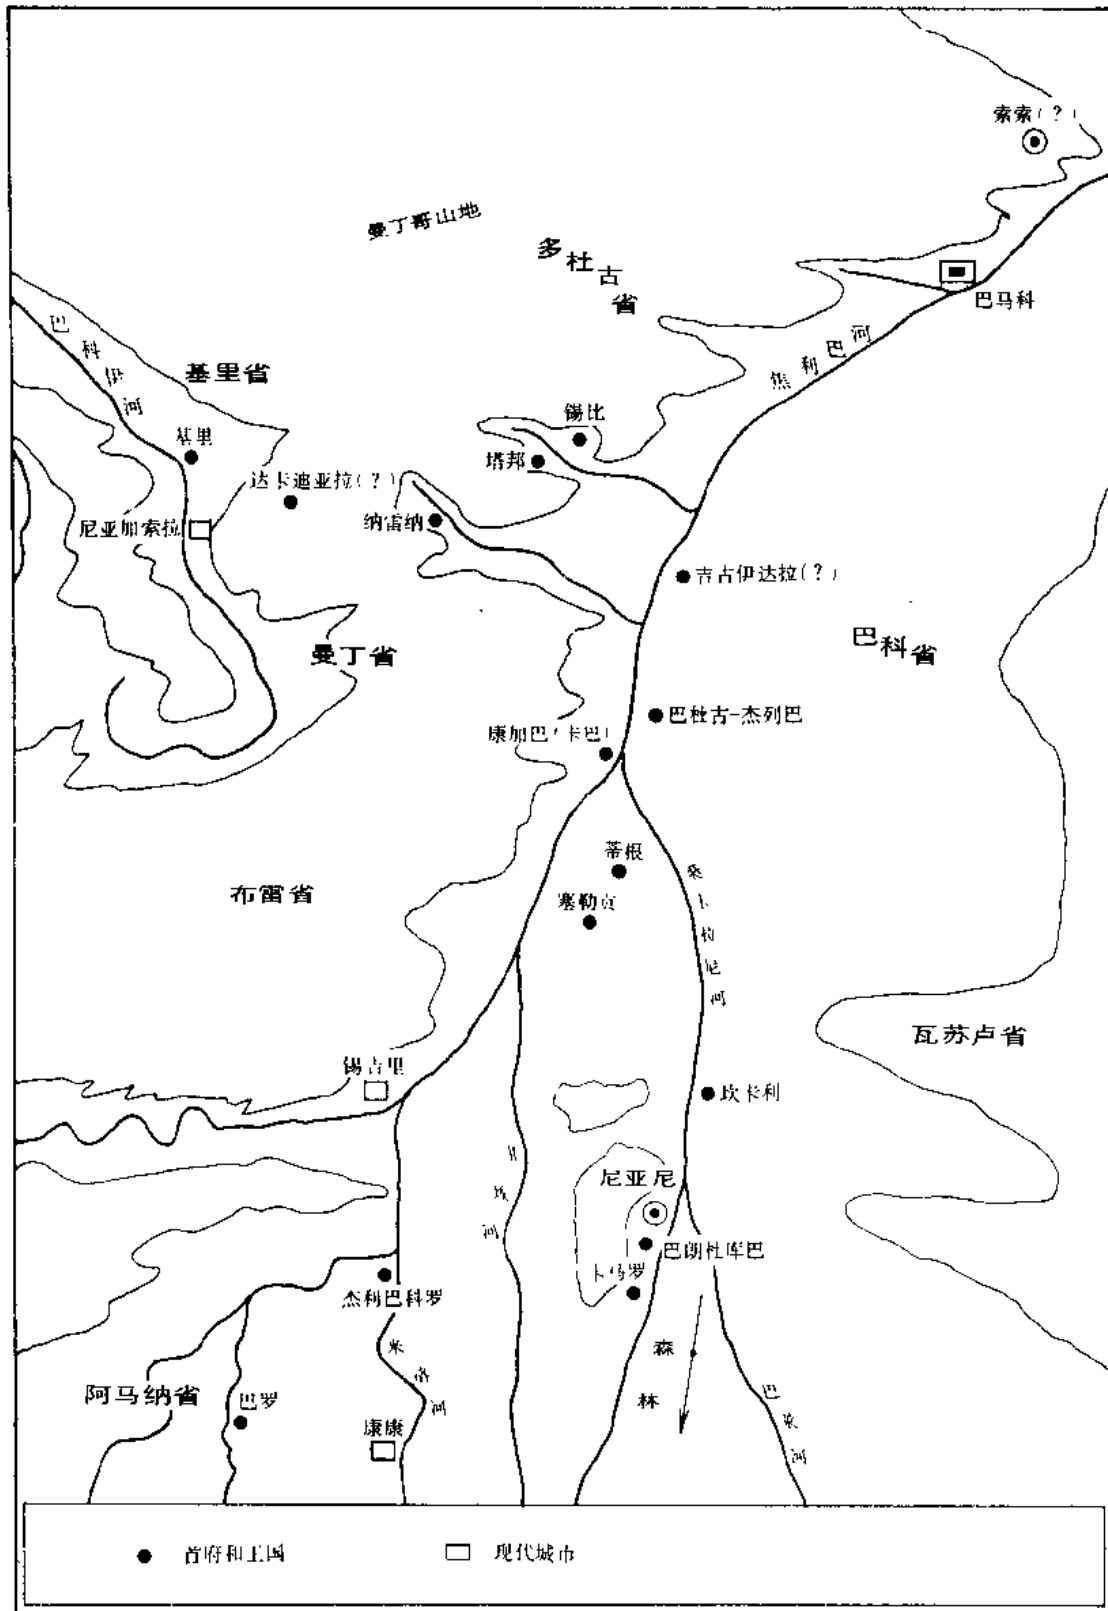 索索(？)
曼丁哥山地
多杜古省
巴马科
巴科伊河
焦利巴河
基里省
锡比
基里
塔邦
达卡迪亚拉(？)
纳雷纳
尼亚加索拉
吉古伊达拉(？)
巴科省
曼丁省
巴杜古-杰列巴
康加巴(卡巴)
蒂根
桑卡拉尼河
布雷省
塞勒贡
瓦苏卢省
锡吉里
坎卡利
尼亚尼
巴朗杜库巴
卡马罗
杰利巴科罗
米洛河
森林
阿马纳省
巴罗
康康
首府和王国
现代城市